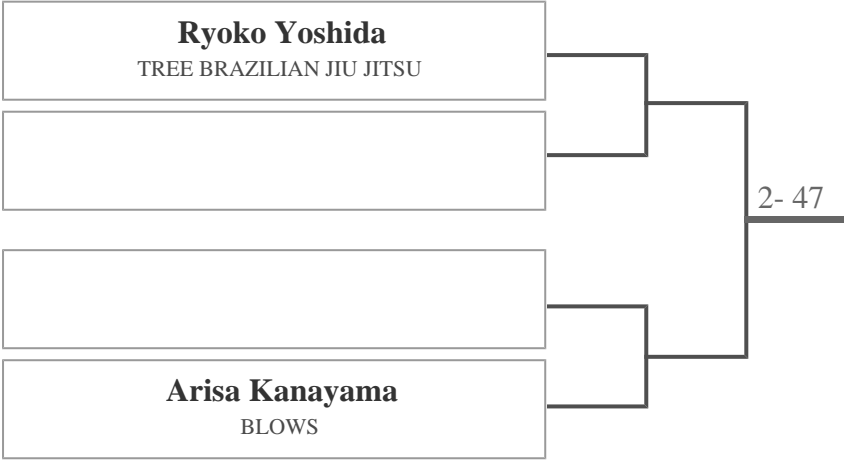 Ryoko Yoshida
TREE BRAZILIAN JIU JITSU
2- 47
Arisa Kanayama
BLOWS